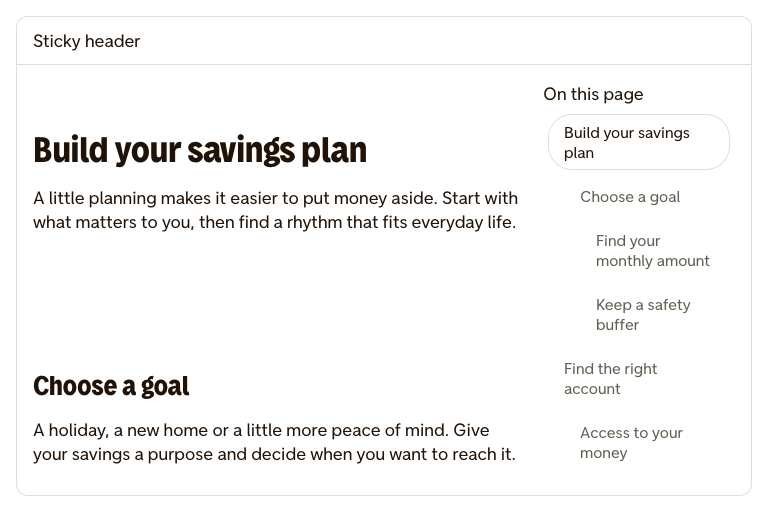 Sticky header
Build your savings plan
A little planning makes it easier to put money aside. Start with
what matters to you, then find a rhythm that fits everyday life.
Choose a goal
A holiday, a new home or a little more peace of mind. Give
your savings a purpose and decide when you want to reach it.
On this page
Build your savings
plan
Choose a goal
Find your
monthly amount
Keep a safety
buffer
Find the right
account
Access to your
money